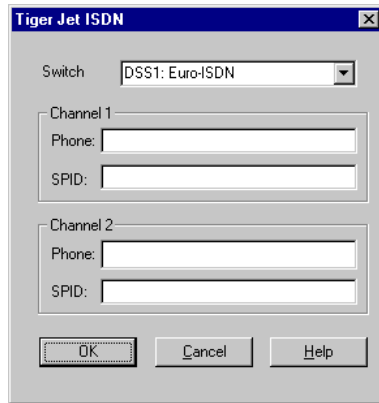 Tiger Jet ISDN
Switch DSS1: Euro-ISDN
Channel 1
Phone:
SPID:
Channel 2
Phone:
SPID:
OK Cancel Help